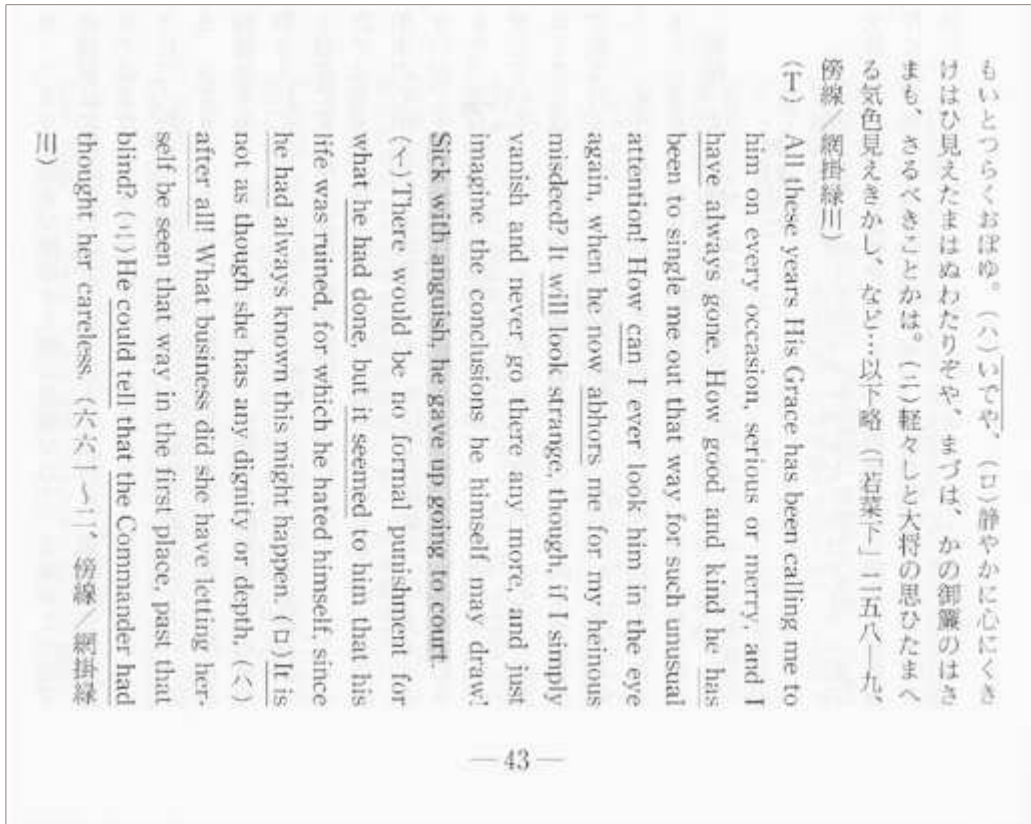 もいとつらくおぼゆ。(ハ)いでや、(ロ)静やかに心にくき
けはひ見えたまはぬわたりぞや、まづは、かの御簾のはさ
まも、さるべきことかは。(ニ)軽々しと大将の思ひたまへ
る気色見えきかし、など…以下略（「若菜下」二五八―九、
傍線／網掛緑川）
(T) All these years His Grace has been calling me to
him on every occasion, serious or merry, and I
have always gone. How good and kind he has
been to single me out that way for such unusual
attention! How can I ever look him in the eye
again, when he now abhors me for my heinous
misdeed? It will look strange, though, if I simply
vanish and never go there any more, and just
imagine the conclusions he himself may draw!
Sick with anguish, he gave up going to court.
(イ)There would be no formal punishment for
what he had done, but it seemed to him that his
life was ruined, for which he hated himself, since
he had always known this might happen. (ロ)It is
not as though she has any dignity or depth, (ハ)
after all! What business did she have letting her-
self be seen that way in the first place, past that
blind? (ニ)He could tell that the Commander had
thought her careless.（六六一～二、傍線／網掛緑
川）
— 43 —